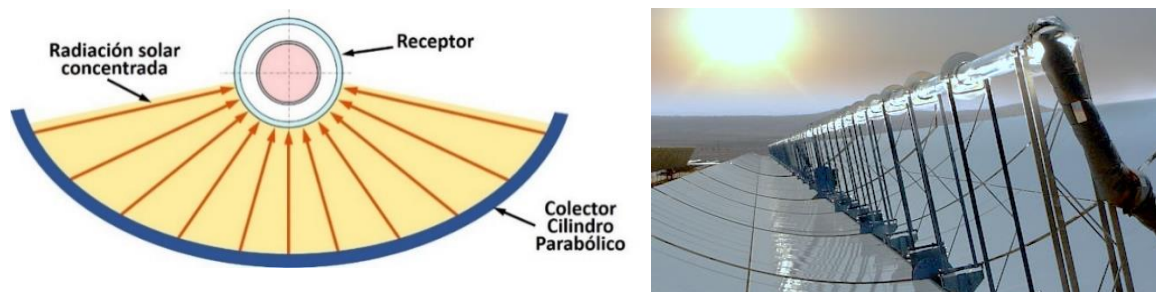 Radiación solar
concentrada
Receptor
Colector
Cilindro
Parabólico